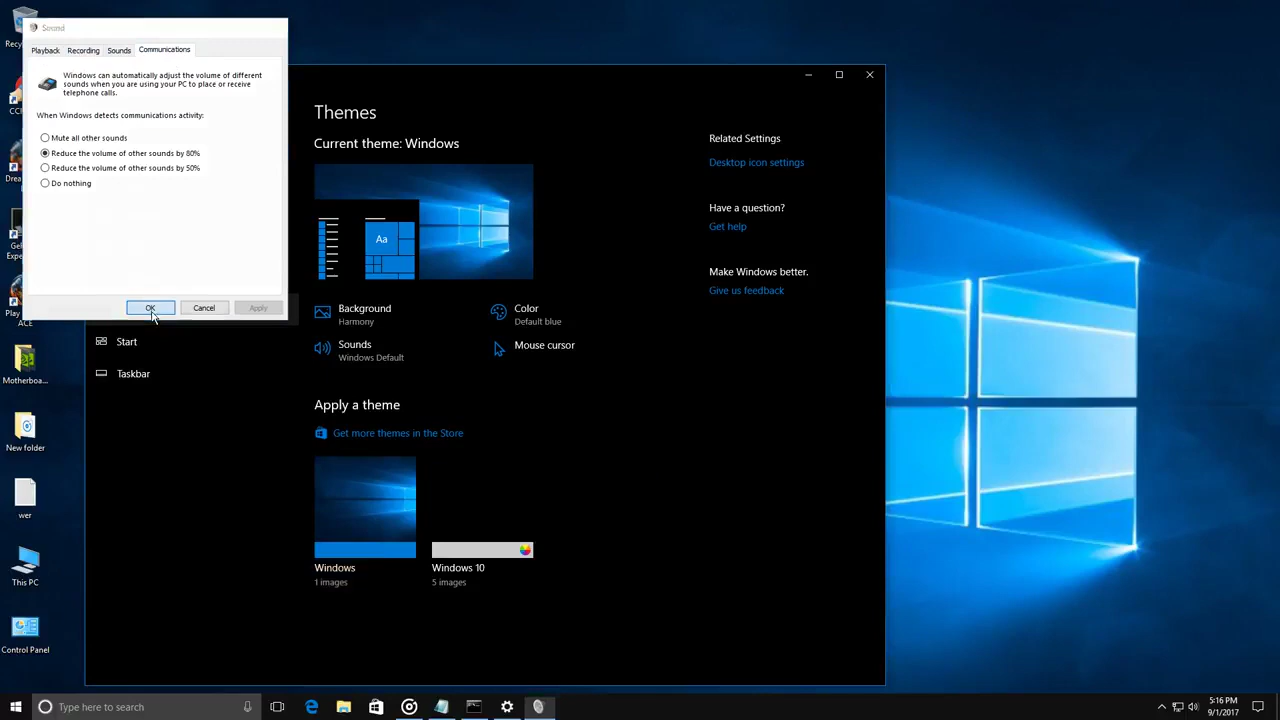 Sound
Playback
Recording
Sounds
Communications
Windows can automatically adjust the volume of different
sounds when you are using your PC to place or receive
telephone calls.
When Windows detects communications activity:
Mute all other sounds
Reduce the volume of other sounds by 80%
Reduce the volume of other sounds by 50%
Do nothing
OK
Cancel
Apply
Start
Taskbar
Themes
Current theme: Windows
Aa
Background
Harmony
Color
Default blue
Sounds
Windows Default
Mouse cursor
Apply a theme
Get more themes in the Store
Windows
1 images
Windows 10
5 images
Related Settings
Desktop icon settings
Have a question?
Get help
Make Windows better.
Give us feedback
ACE
Motherboa...
New folder
wer
This PC
Control Panel
Type here to search
5:16 PM
9/1/2017